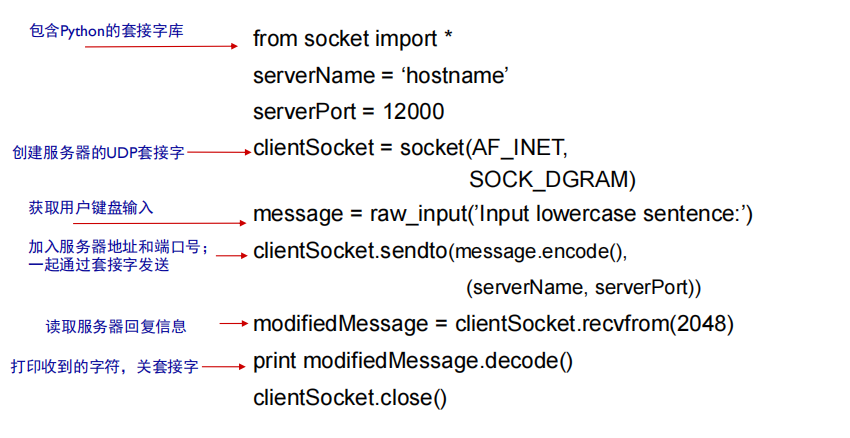 包含Python的套接字库
from socket import *
serverName = ‘hostname’
serverPort = 12000
创建服务器的UDP套接字
clientSocket = socket(AF_INET,
SOCK_DGRAM)
获取用户键盘输入
message = raw_input(’Input lowercase sentence:’)
加入服务器地址和端口号；
一起通过套接字发送
clientSocket.sendto(message.encode(),
(serverName, serverPort))
读取服务器回复信息
modifiedMessage = clientSocket.recvfrom(2048)
打印收到的字符，关套接字
print modifiedMessage.decode()
clientSocket.close()